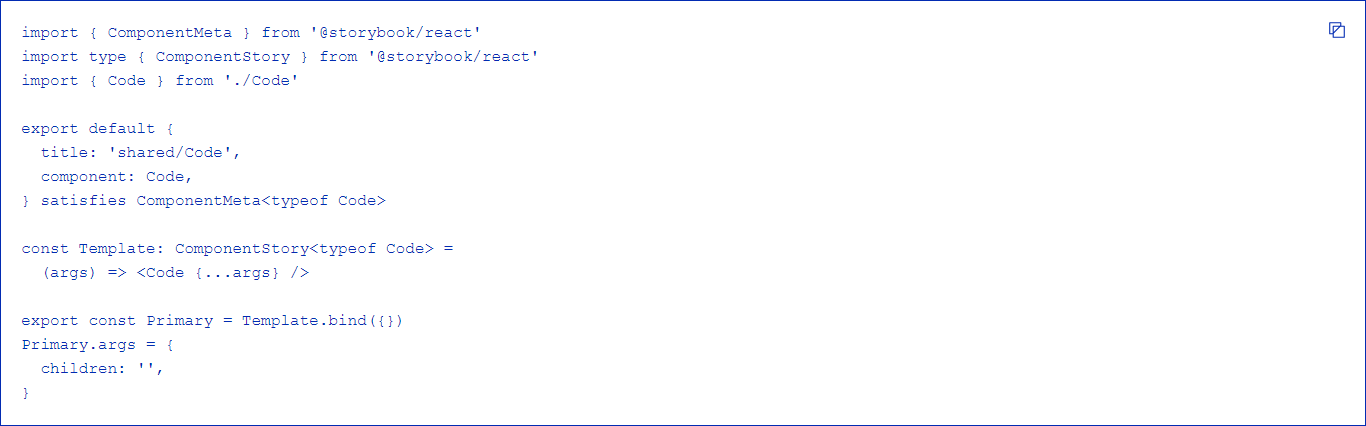 import { ComponentMeta } from '@storybook/react'
import type { ComponentStory } from '@storybook/react'
import { Code } from './Code'

export default {
  title: 'shared/Code',
  component: Code,
} satisfies ComponentMeta<typeof Code>

const Template: ComponentStory<typeof Code> =
  (args) => <Code {...args} />

export const Primary = Template.bind({})
Primary.args = {
  children: '',
}